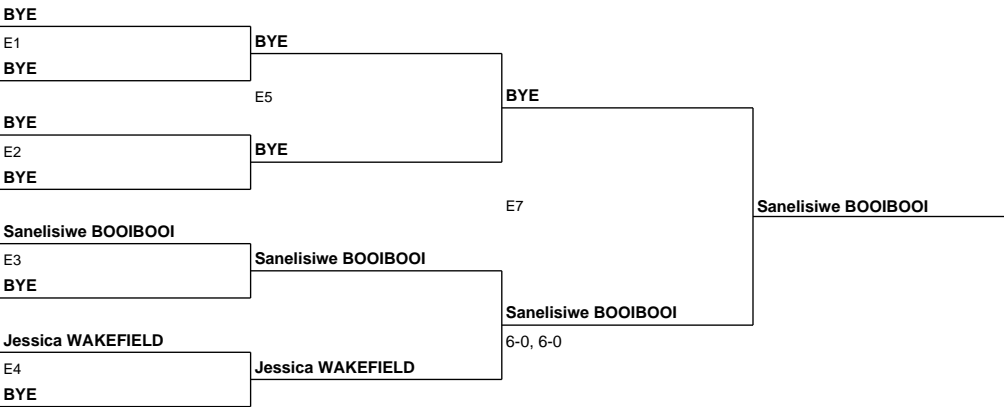 BYE
E1
BYE
BYE
E5
BYE
BYE
E2
BYE
BYE
E7
Sanelisiwe BOOIBOOI
Sanelisiwe BOOIBOOI
E3
Sanelisiwe BOOIBOOI
BYE
Sanelisiwe BOOIBOOI
Jessica WAKEFIELD
6-0, 6-0
E4
Jessica WAKEFIELD
BYE